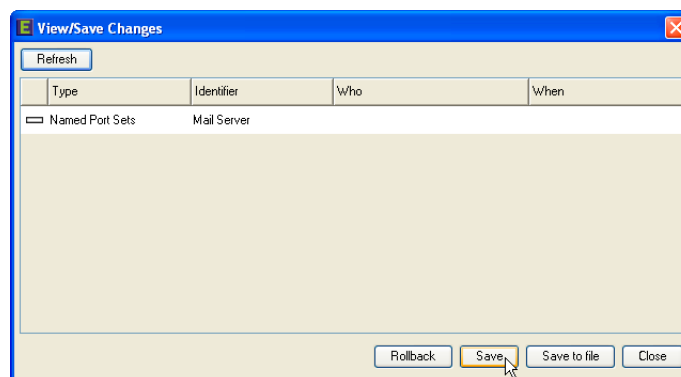 E View/Save Changes
Refresh
Type Identifier Who When
Named Port Sets Mail Server
Rollback Save Save to file Close